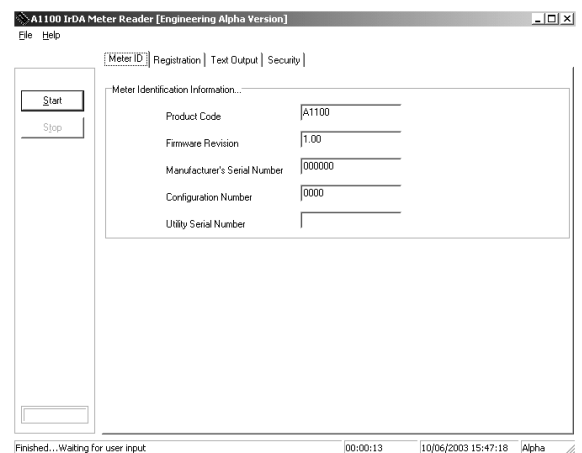 A1100 IrDA Meter Reader [Engineering Alpha Version]
File Help
Meter ID Registration Text Output Security
Start
Stop
Meter Identification Information...
Product Code A1100
Firmware Revision 1.00
Manufacturer's Serial Number 000000
Configuration Number 0000
Utility Serial Number
Finished...Waiting for user input 00:00:13 10/06/2003 15:47:18 Alpha